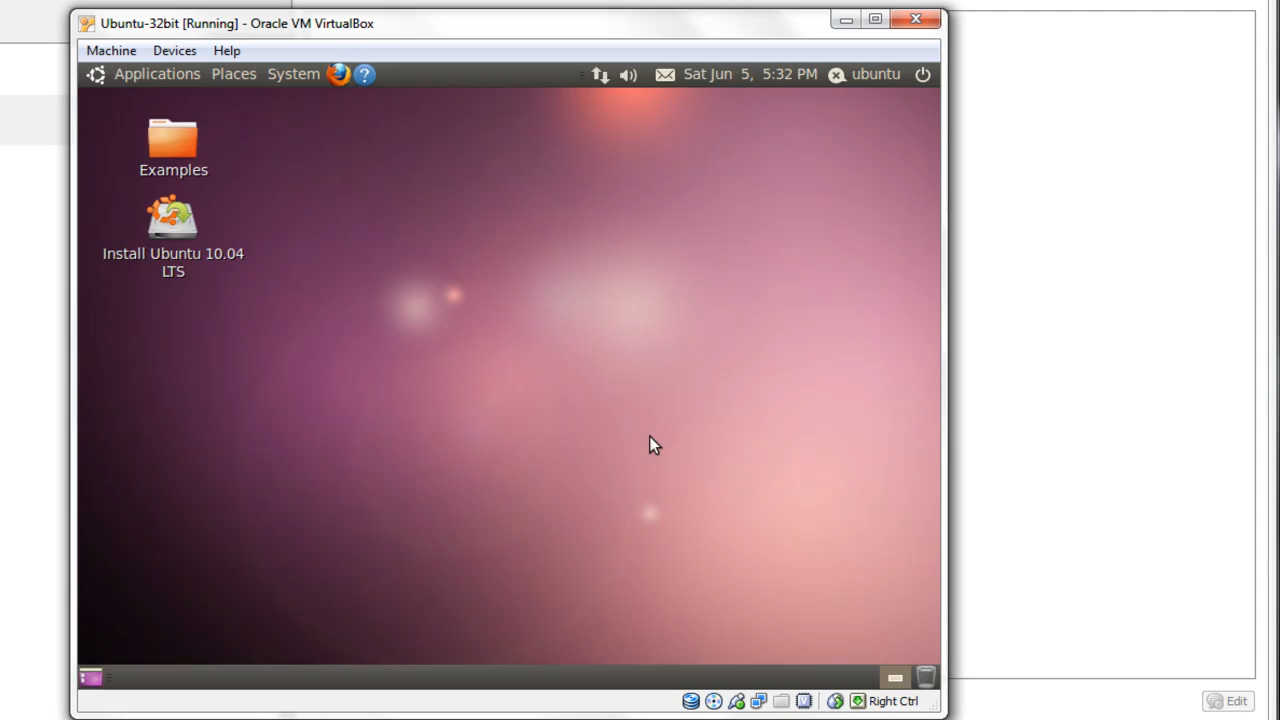 Ubuntu-32bit [Running] - Oracle VM VirtualBox
Machine Devices Help
Applications Places System ? Sat Jun 5, 5:32 PM ubuntu
Examples
Install Ubuntu 10.04
LTS
Right Ctrl
Edit